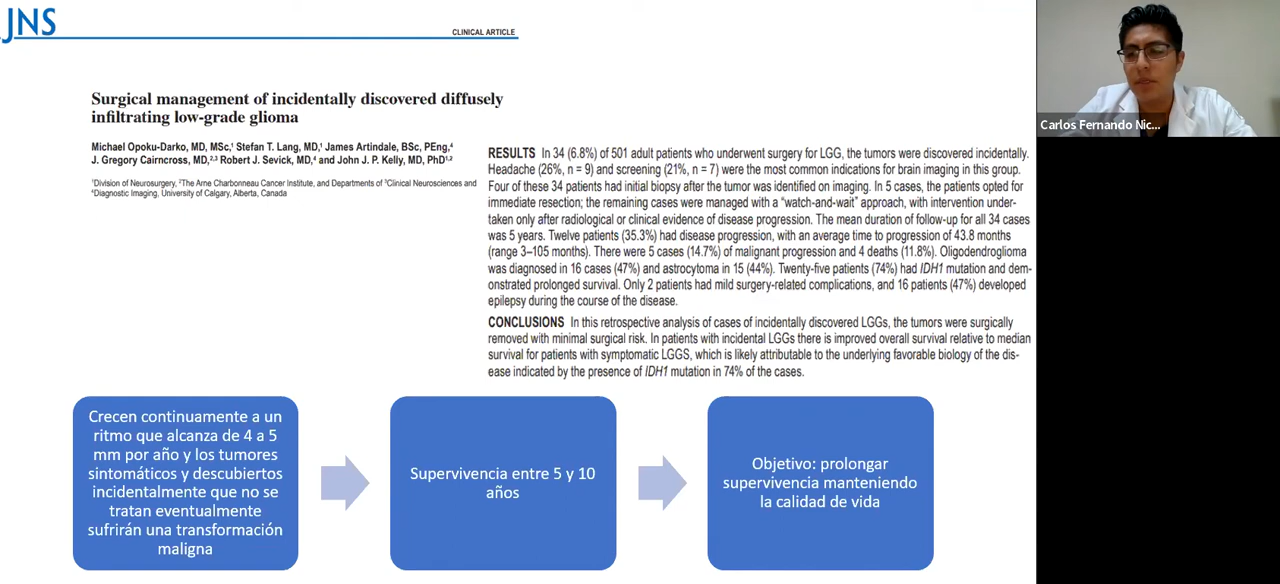 JNS
CLINICAL ARTICLE
Surgical management of incidentally discovered diffusely
infiltrating low-grade glioma
Michael Opoku-Darko, MD, MSc,¹ Stefan T. Lang, MD,¹ James Artindale, BSc, PEng,⁴
J. Gregory Cairncross, MD,²,³ Robert J. Sevick, MD,⁴ and John J. P. Kelly, MD, PhD¹,²
¹Division of Neurosurgery, ²The Arne Charbonneau Cancer Institute, and Departments of ³Clinical Neurosciences and
⁴Diagnostic Imaging, University of Calgary, Alberta, Canada
RESULTS In 34 (6.8%) of 501 adult patients who underwent surgery for LGG, the tumors were discovered incidentally.
Headache (26%, n = 9) and screening (21%, n = 7) were the most common indications for brain imaging in this group.
Four of these 34 patients had initial biopsy after the tumor was identified on imaging. In 5 cases, the patients opted for
immediate resection; the remaining cases were managed with a “watch-and-wait” approach, with intervention under-
taken only after radiological or clinical evidence of disease progression. The mean duration of follow-up for all 34 cases
was 5 years. Twelve patients (35.3%) had disease progression, with an average time to progression of 43.8 months
(range 3–105 months). There were 5 cases (14.7%) of malignant progression and 4 deaths (11.8%). Oligodendroglioma
was diagnosed in 16 cases (47%) and astrocytoma in 15 (44%). Twenty-five patients (74%) had IDH1 mutation and dem-
onstrated prolonged survival. Only 2 patients had mild surgery-related complications, and 16 patients (47%) developed
epilepsy during the course of the disease.
CONCLUSIONS In this retrospective analysis of cases of incidentally discovered LGGs, the tumors were surgically
removed with minimal surgical risk. In patients with incidental LGGs there is improved overall survival relative to median
survival for patients with symptomatic LGGS, which is likely attributable to the underlying favorable biology of the dis-
ease indicated by the presence of IDH1 mutation in 74% of the cases.
Crecen continuamente a un
ritmo que alcanza de 4 a 5
mm por año y los tumores
sintomáticos y descubiertos
incidentalmente que no se
tratan eventualmente
sufrirán una transformación
maligna
Supervivencia entre 5 y 10
años
Objetivo: prolongar
supervivencia manteniendo
la calidad de vida
Carlos Fernando Nic...